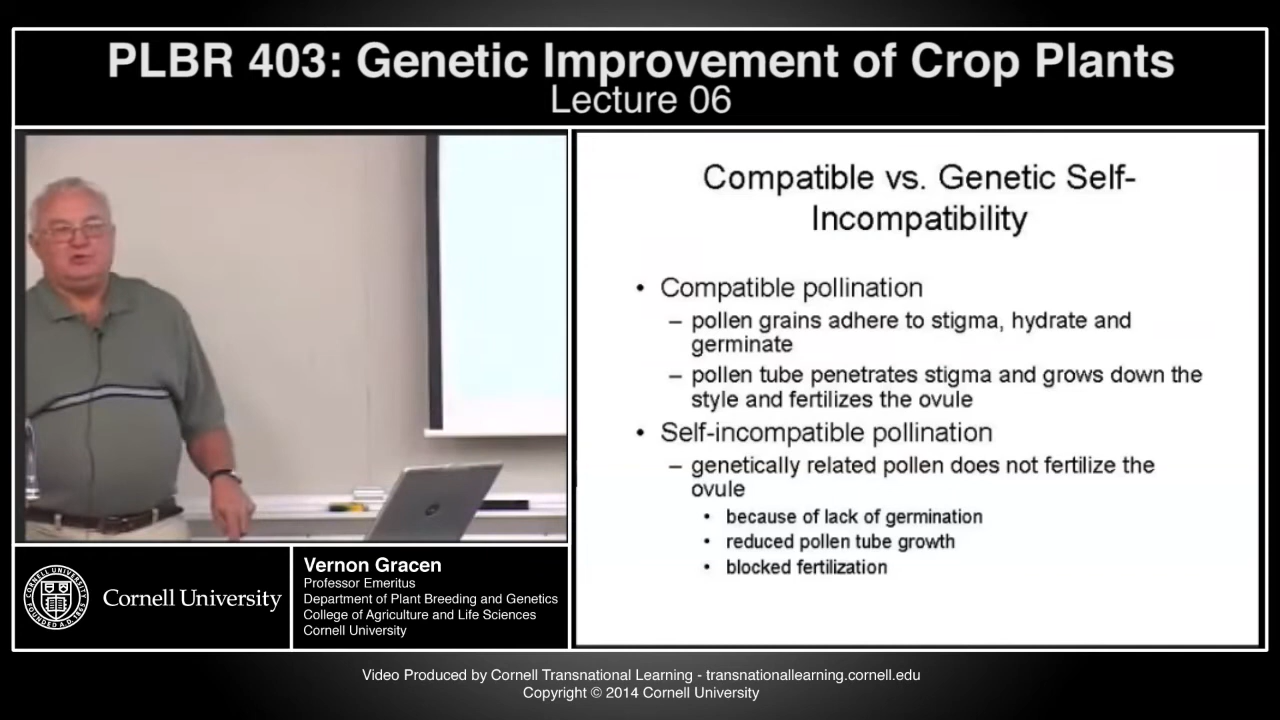 PLBR 403: Genetic Improvement of Crop Plants
Lecture 06
Compatible vs. Genetic Self-
Incompatibility
• Compatible pollination
– pollen grains adhere to stigma, hydrate and
germinate
– pollen tube penetrates stigma and grows down the
style and fertilizes the ovule
• Self-incompatible pollination
– genetically related pollen does not fertilize the
ovule
• because of lack of germination
• reduced pollen tube growth
• blocked fertilization
Cornell University
Vernon Gracen
Professor Emeritus
Department of Plant Breeding and Genetics
College of Agriculture and Life Sciences
Cornell University
Video Produced by Cornell Transnational Learning - transnationallearning.cornell.edu
Copyright © 2014 Cornell University